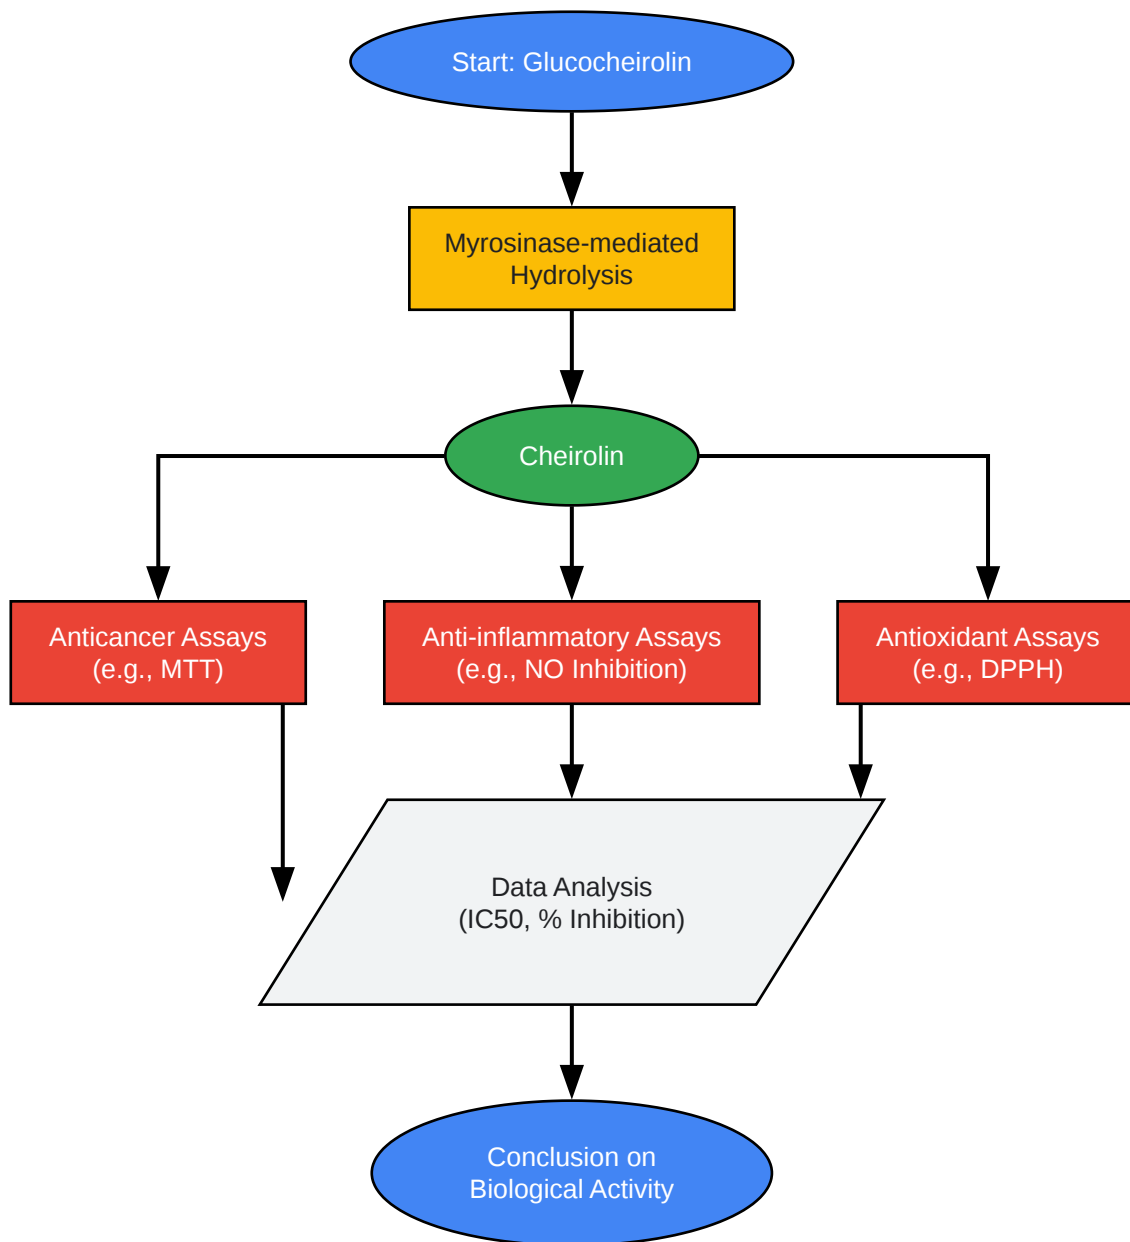 Start: Glucocheirolin
Myrosinase-mediated
Hydrolysis
Cheirolin
Anticancer Assays
(e.g., MTT)
Anti-inflammatory Assays
(e.g., NO Inhibition)
Antioxidant Assays
(e.g., DPPH)
Data Analysis
(IC50, % Inhibition)
Conclusion on
Biological Activity